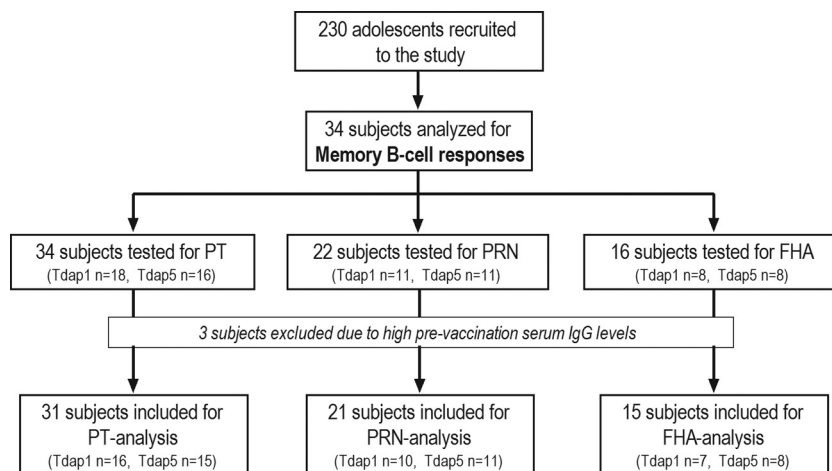 230 adolescents recruited
to the study
34 subjects analyzed for
Memory B-cell responses
34 subjects tested for PT
(Tdap1 n=18, Tdap5 n=16)
22 subjects tested for PRN
(Tdap1 n=11, Tdap5 n=11)
16 subjects tested for FHA
(Tdap1 n=8, Tdap5 n=8)
3 subjects excluded due to high pre-vaccination serum IgG levels
31 subjects included for
PT-analysis
(Tdap1 n=16, Tdap5 n=15)
21 subjects included for
PRN-analysis
(Tdap1 n=10, Tdap5 n=11)
15 subjects included for
FHA-analysis
(Tdap1 n=7, Tdap5 n=8)